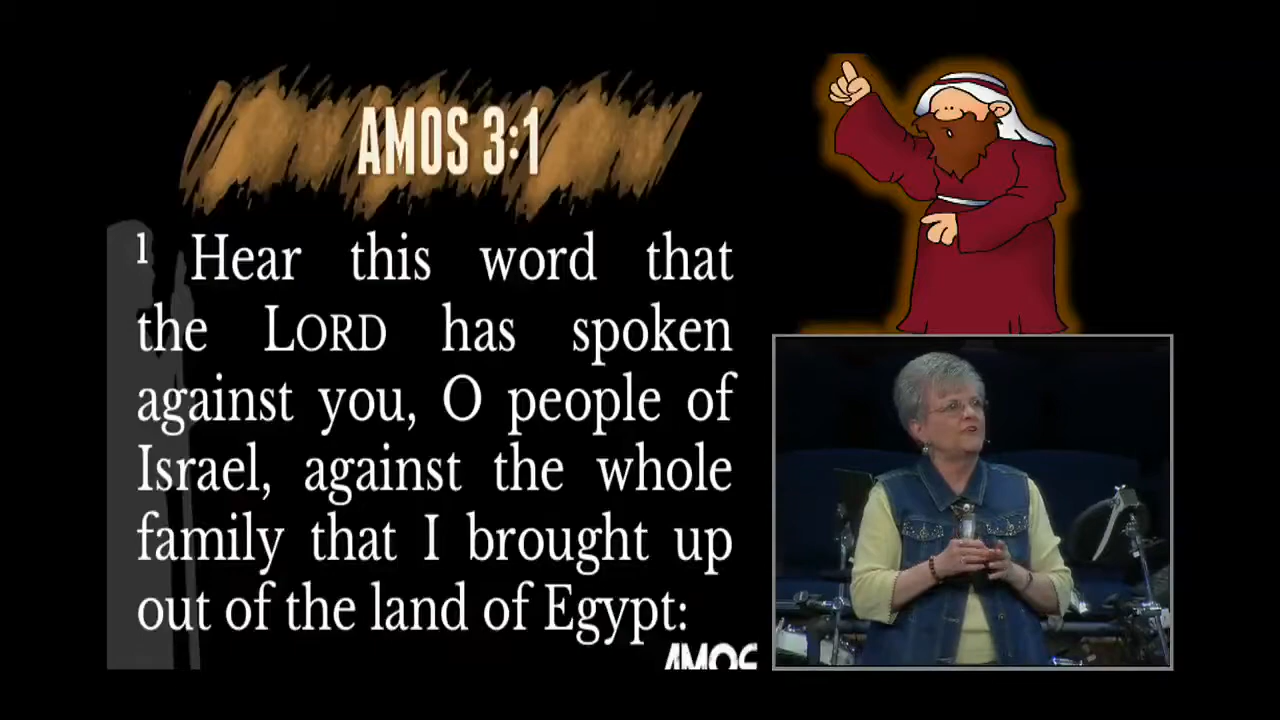 AMOS 3:1
¹ Hear this word that
the LORD has spoken
against you, O people of
Israel, against the whole
family that I brought up
out of the land of Egypt:
AMOS